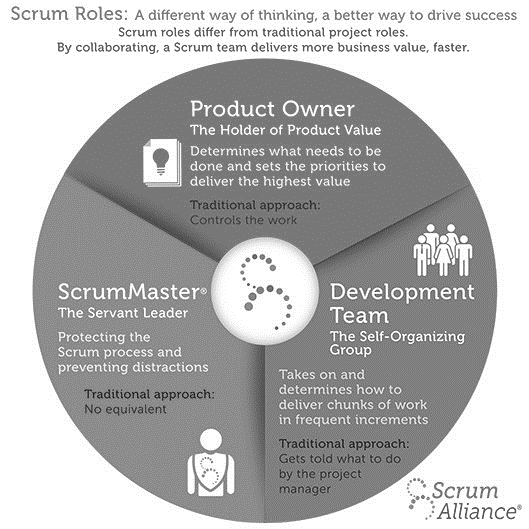 Scrum Roles: A different way of thinking, a better way to drive success
Scrum roles differ from traditional project roles.
By collaborating, a Scrum team delivers more business value, faster.
Product Owner
The Holder of Product Value
Determines what needs to be
done and sets the priorities to
deliver the highest value
Traditional approach:
Controls the work
ScrumMaster®
The Servant Leader
Protecting the
Scrum process and
preventing distractions
Traditional approach:
No equivalent
Development
Team
The Self-Organizing
Group
Takes on and
determines how to
deliver chunks of work
in frequent increments
Traditional approach:
Gets told what to do
by the project
manager
Scrum
Alliance®